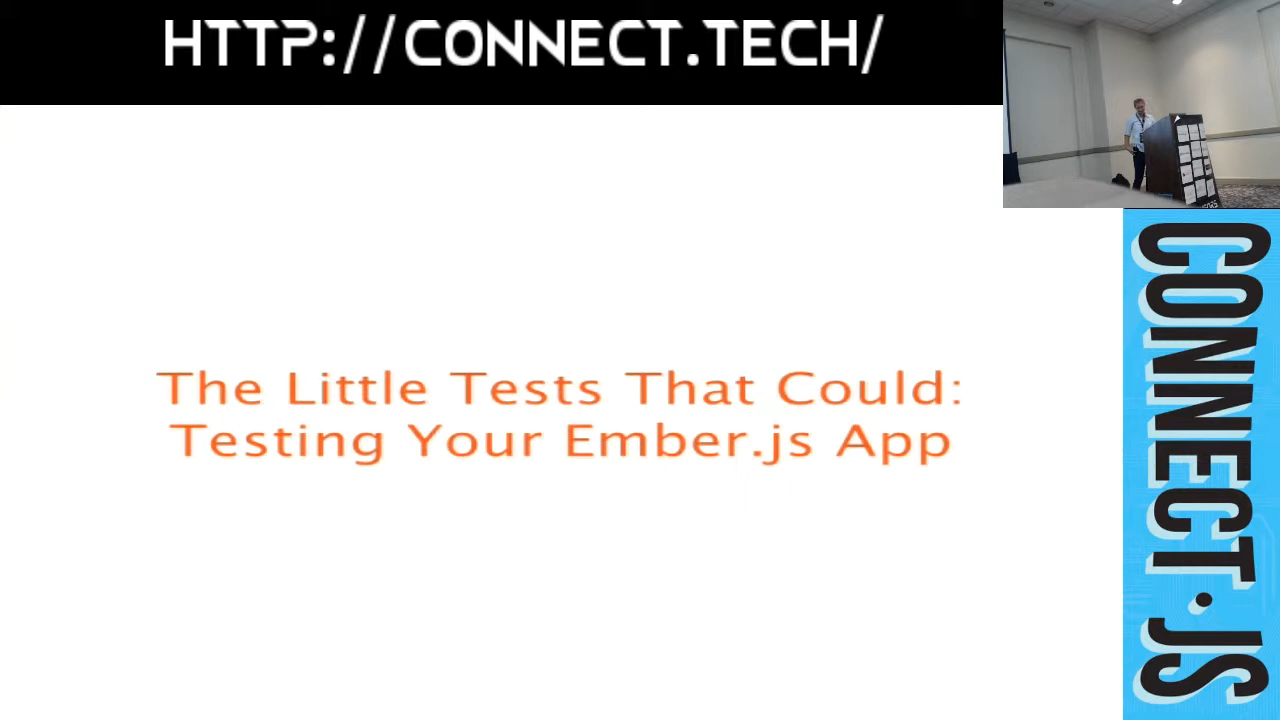 HTTP://CONNECT.TECH/
The Little Tests That Could:
Testing Your Ember.js App
CONNECT.JS